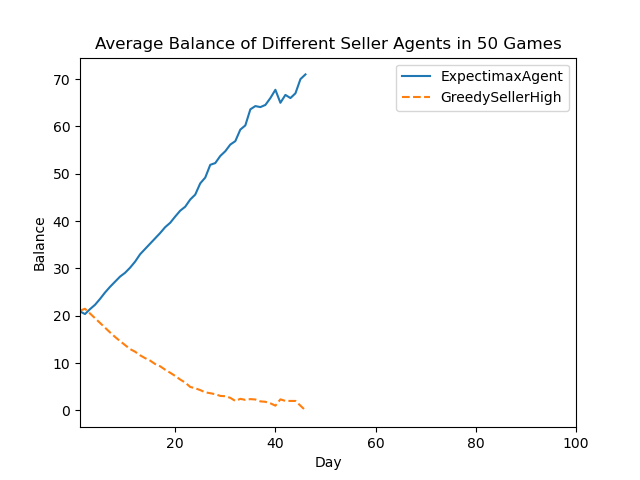 Average Balance of Different Seller Agents in 50 Games
ExpectimaxAgent
GreedySellerHigh
Balance
70
60
50
40
30
20
10
0
20
40
60
80
100
Day